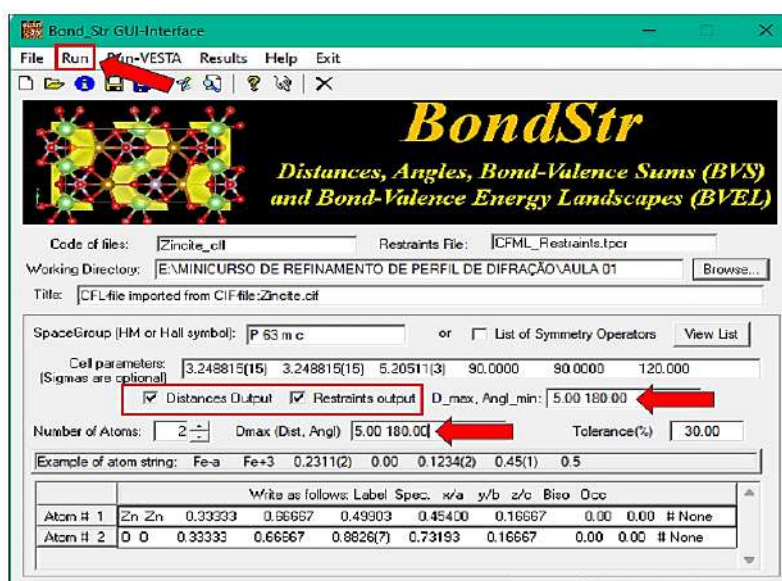 Bond_Str GUI-Interface
File Run Run-VESTA Results Help Exit
BondStr
Distances, Angles, Bond-Valence Sums (BVS)
and Bond-Valence Energy Landscapes (BVEL)
Code of files: Zincite_cfl Restraints File: CFML_Restraints.tpcr
Working Directory: E:\MINICURSO DE REFINAMENTO DE PERFIL DE DIFRAÇÃO\AULA 01 Browse...
Title: CFL-file imported from CIF-file:Zincite.cif
SpaceGroup (HM or Hall symbol): P 63 m c or List of Symmetry Operators View List
Cell parameters: 3.248815(15) 3.248815(15) 5.20511(3) 90.0000 90.0000 120.000
(Sigmas are optional)
Distances Output Restraints output D_max, Angl_min: 5.00 180.00
Number of Atoms: 2 Dmax (Dist, Angl) 5.00 180.00 Tolerance(%) 30.00
Example of atom string: Fe-a Fe+3 0.2311(2) 0.00 0.1234(2) 0.45(1) 0.5
Write as follows: Label Spec. x/a y/b z/c Biso Occ
Atom # 1 Zn Zn 0.33333 0.66667 0.49903 0.45400 0.16667 0.00 0.00 # None
Atom # 2 O O 0.33333 0.66667 0.8826(7) 0.73193 0.16667 0.00 0.00 # None